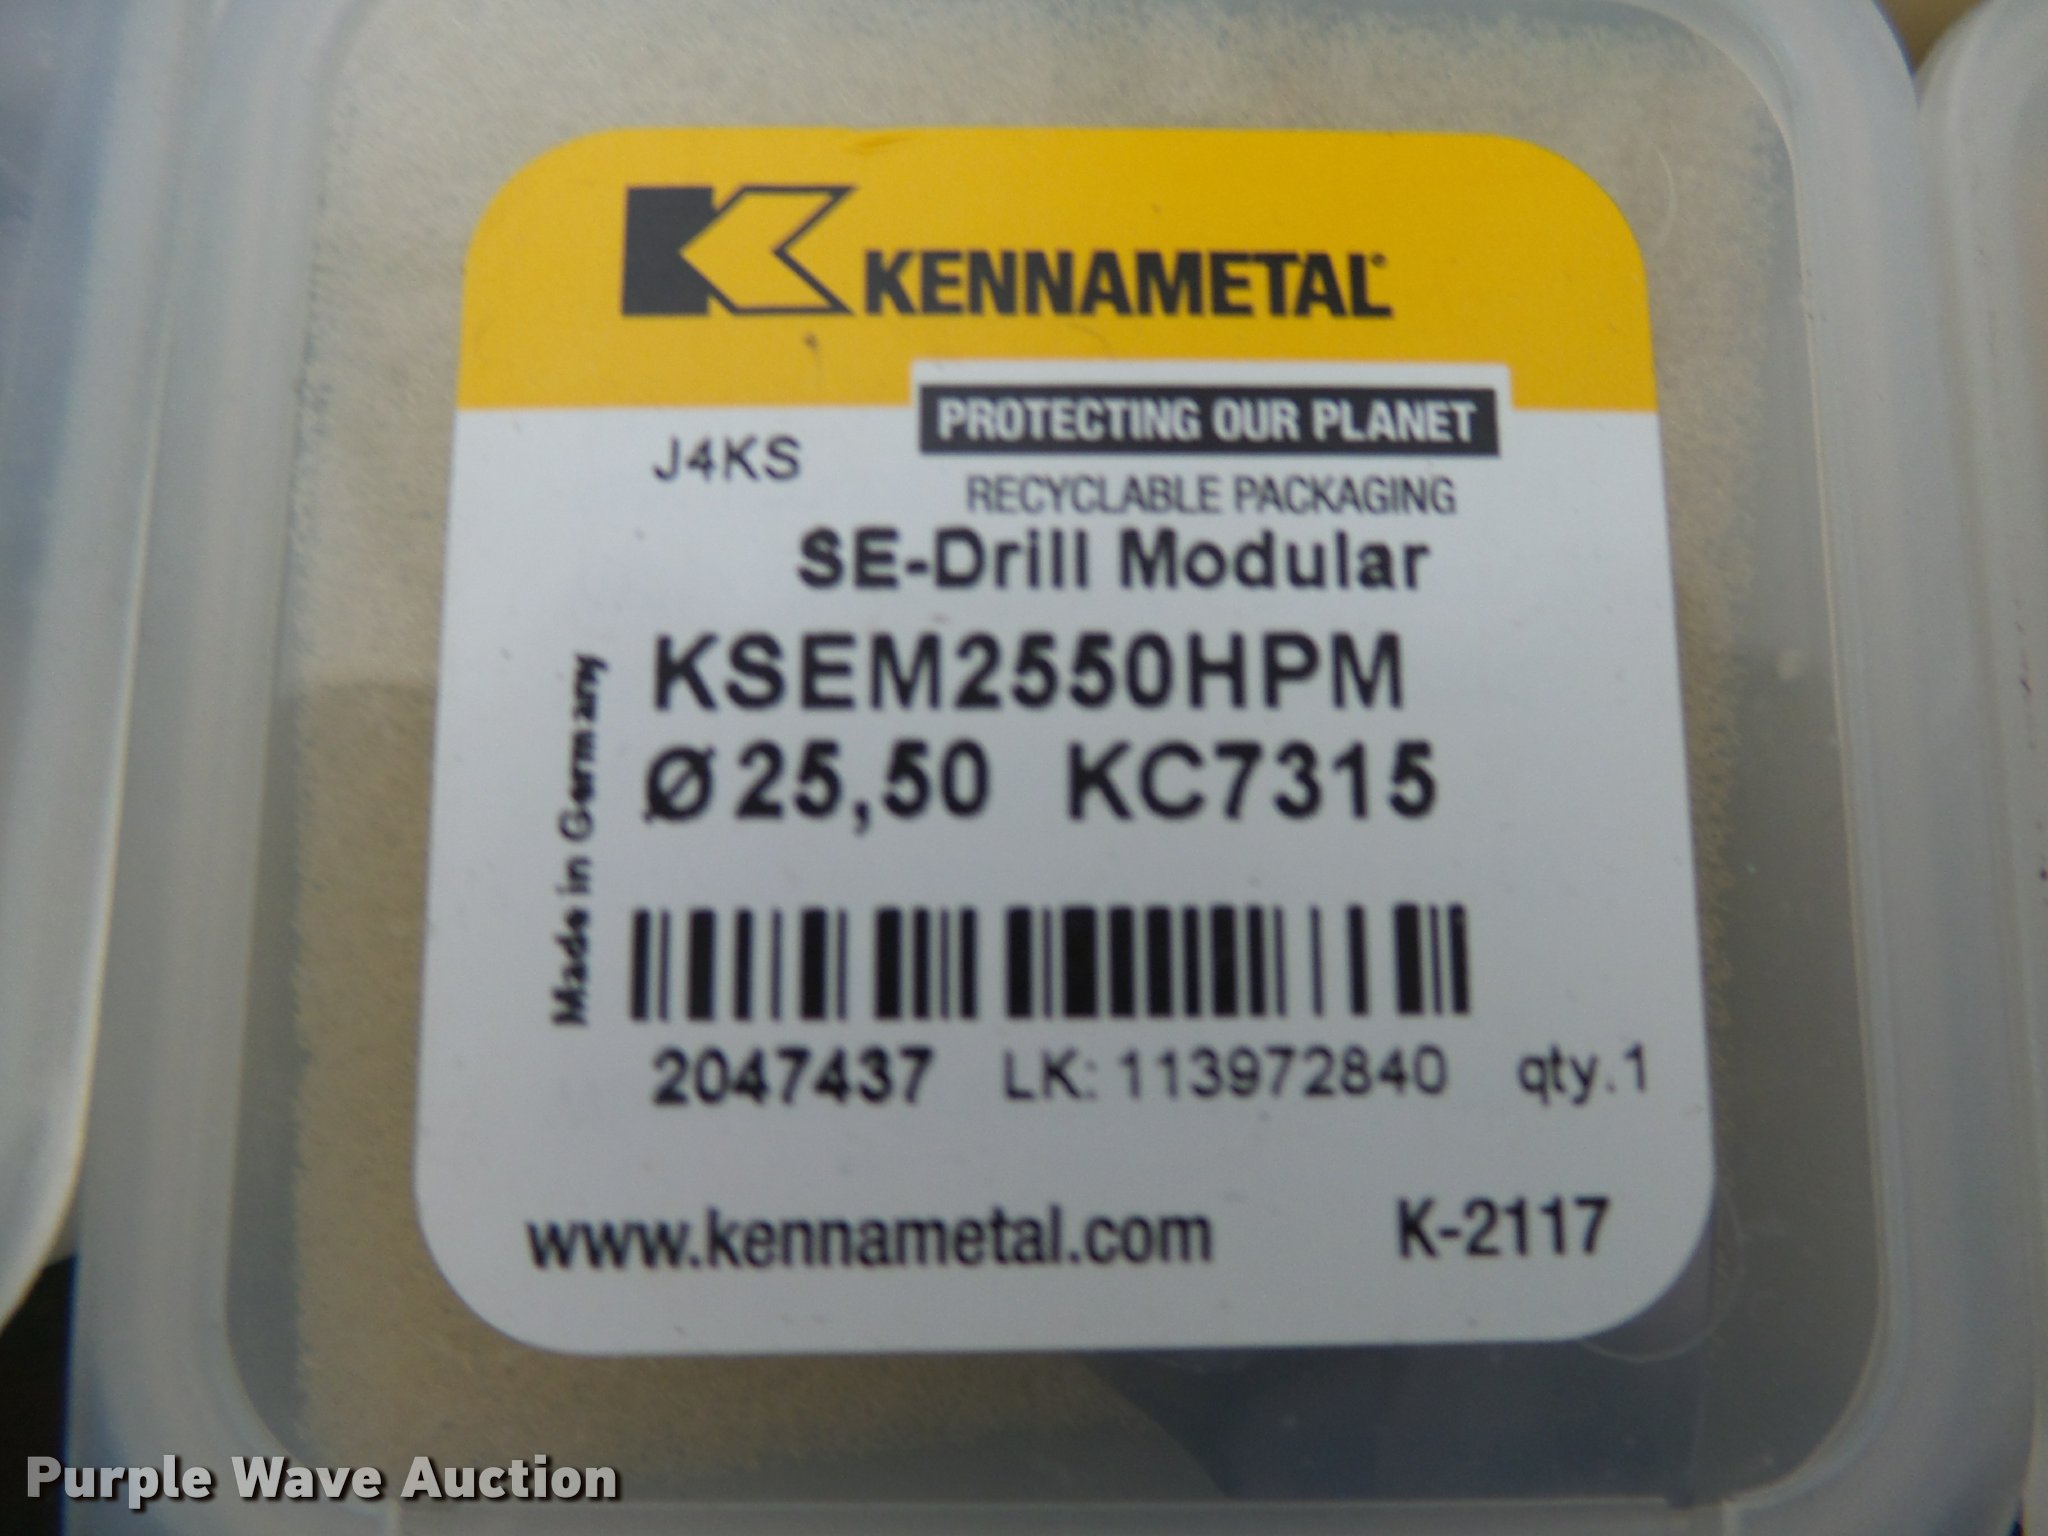 KENNAMETAL®
PROTECTING OUR PLANET
J4KS
RECYCLABLE PACKAGING
SE-Drill Modular
KSEM2550HPM
Ø 25,50 KC7315
Made in Germany
2047437 LK: 113972840 qty.1
www.kennametal.com K-2117
Purple Wave Auction